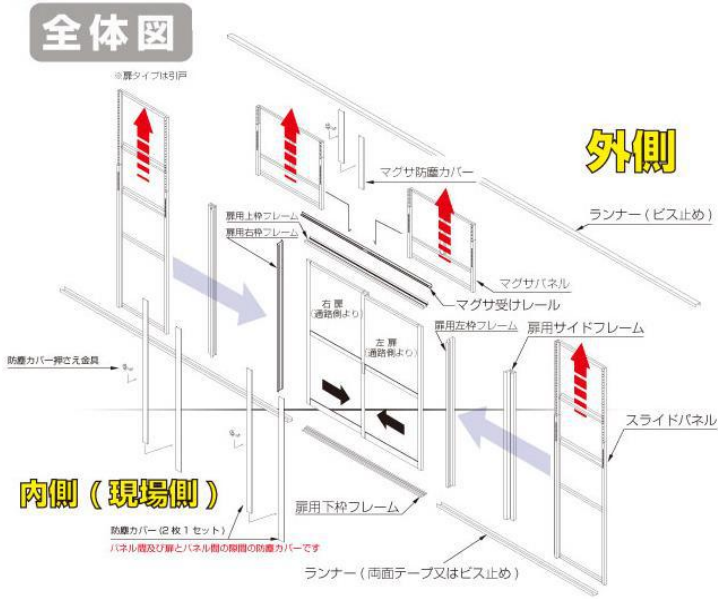 全体図
※扉タイプは引戸
外側
マグサ防塵カバー
ランナー(ビス止め)
扉用上枠フレーム
扉用右枠フレーム
マグサパネル
マグサ受けレール
右扉
(通路側より)
左扉
(通路側より)
扉用左枠フレーム
扉用サイドフレーム
防塵カバー押さえ金具
スライドパネル
内側(現場側)
扉用下枠フレーム
防塵カバー(2枚1セット)
パネル間及び扉とパネル間の隙間の防塵カバーです
ランナー(両面テープ又はビス止め)